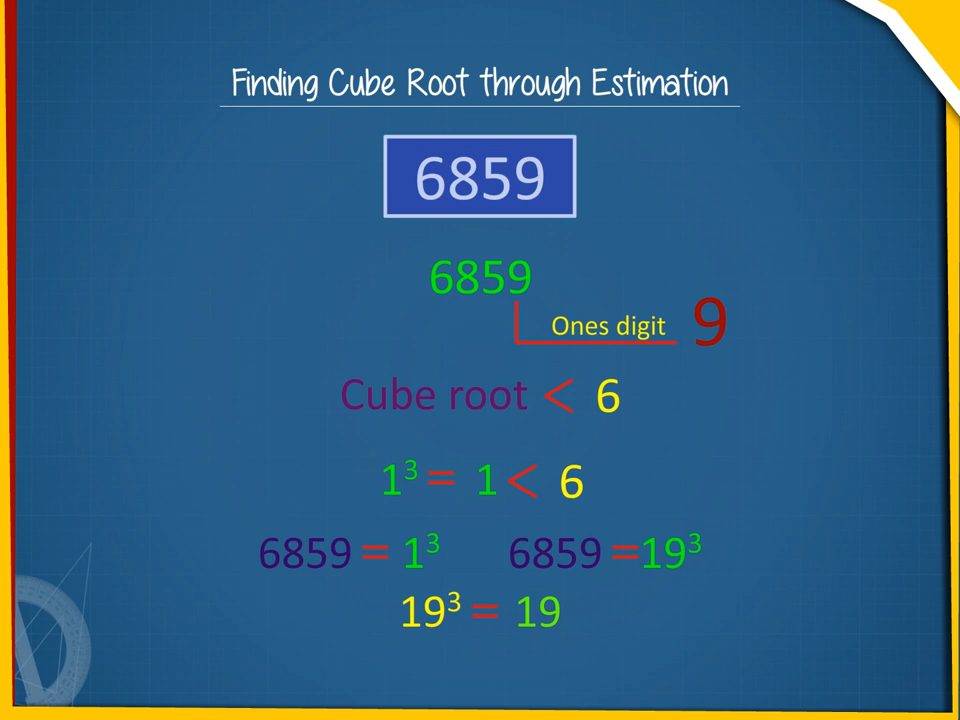 Finding Cube Root through Estimation
6859
6859
Ones digit 9
Cube root < 6
1³ = 1 < 6
6859 = 1³ 6859 = 19³
19³ = 19